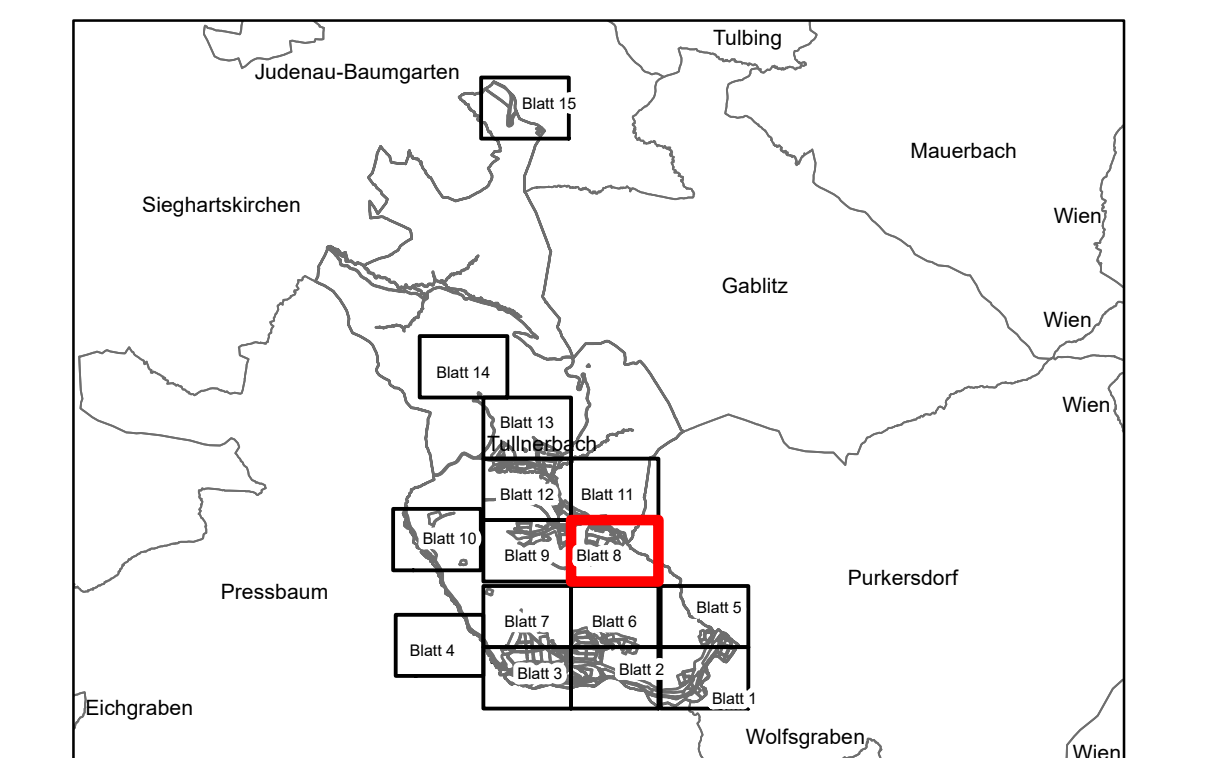 Tulbing
Judenau-Baumgarten
Blatt 15
Mauerbach
Sieghartskirchen
Wien
Gablitz
Wien
Blatt 14
Wien
Blatt 13
Tullnerbach
Blatt 12
Blatt 11
Blatt 10
Blatt 9
Blatt 8
Purkersdorf
Pressbaum
Blatt 5
Blatt 7
Blatt 6
Blatt 4
Blatt 3
Blatt 2
Blatt 1
Eichgraben
Wolfsgraben
Wien